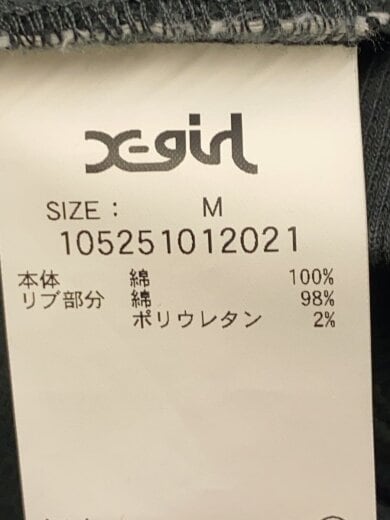 X-girl
SIZE: M
105251012021
本体 綿 100%
リブ部分 綿 98%
ポリウレタン 2%